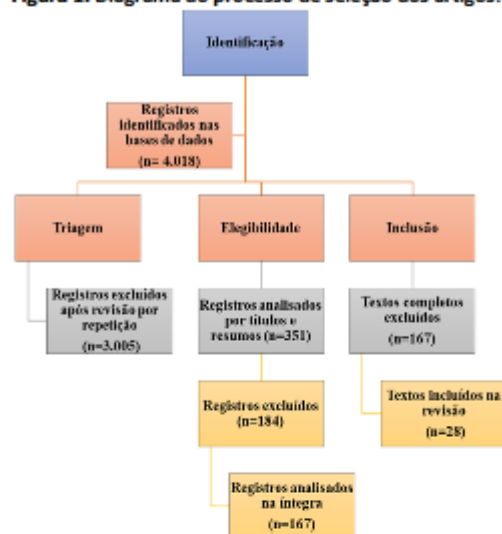 Figura 1. Diagrama do processo de seleção dos artigos.
Identificação
Registros
identificados nas
bases de dados
(n= 4.018)
Triagem
Elegibilidade
Inclusão
Registros excluídos
após revisão por
repetição
(n=3.005)
Registros analisados
por títulos e
resumos (n=351)
Textos completos
excluídos
(n=167)
Registros excluídos
(n=184)
Textos Incluídos na
revisão
(n=28)
Registros analisados
na íntegra
(n=167)